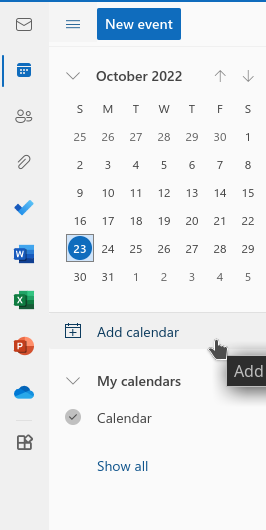 New event
October 2022
S M T W T F S
25 26 27 28 29 30 1
2 3 4 5 6 7 8
9 10 11 12 13 14 15
16 17 18 19 20 21 22
23 24 25 26 27 28 29
30 31 1 2 3 4 5
Add calendar
Add
My calendars
Calendar
Show all
W
X
P